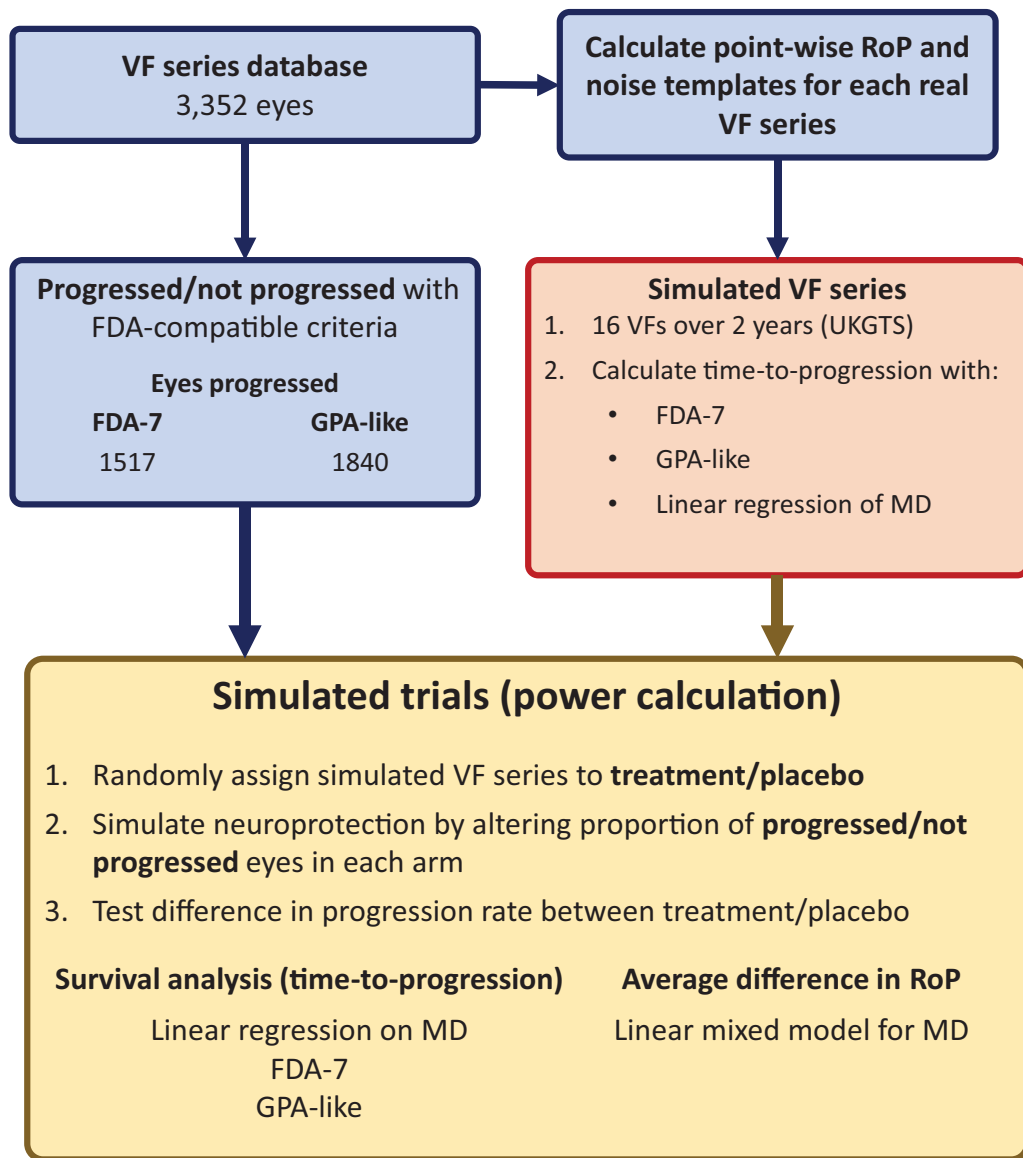 VF series database
3,352 eyes
Calculate point-wise RoP and
noise templates for each real
VF series
Progressed/not progressed with
FDA-compatible criteria
Eyes progressed
FDA-7 GPA-like
1517 1840
Simulated VF series
1. 16 VFs over 2 years (UKGTS)
2. Calculate time-to-progression with:
• FDA-7
• GPA-like
• Linear regression of MD
Simulated trials (power calculation)
1. Randomly assign simulated VF series to treatment/placebo
2. Simulate neuroprotection by altering proportion of progressed/not
progressed eyes in each arm
3. Test difference in progression rate between treatment/placebo
Survival analysis (time-to-progression)
Linear regression on MD
FDA-7
GPA-like
Average difference in RoP
Linear mixed model for MD